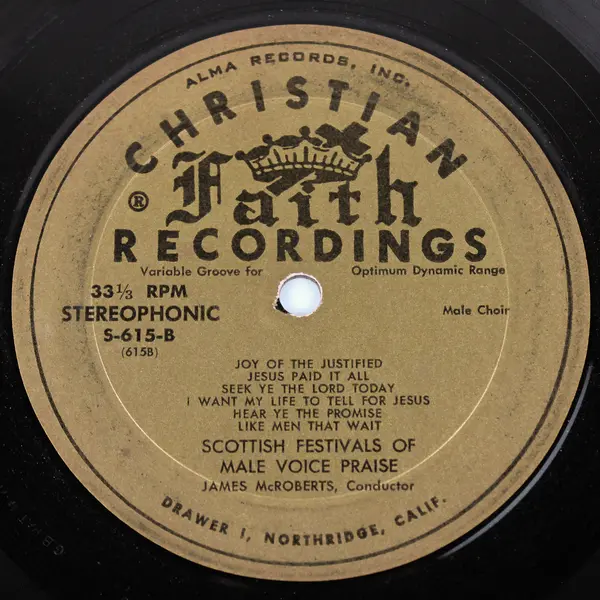 ALMA RECORDS, INC.
CHRISTIAN
Faith
®
RECORDINGS
Variable Groove for Optimum Dynamic Range
33⅓ RPM
STEREOPHONIC
Male Choir
S-615-B
(615B)
JOY OF THE JUSTIFIED
JESUS PAID IT ALL
SEEK YE THE LORD TODAY
I WANT MY LIFE TO TELL FOR JESUS
HEAR YE THE PROMISE
LIKE MEN THAT WAIT
SCOTTISH FESTIVALS OF
MALE VOICE PRAISE
JAMES McROBERTS, Conductor
DRAWER I, NORTHRIDGE, CALIF.